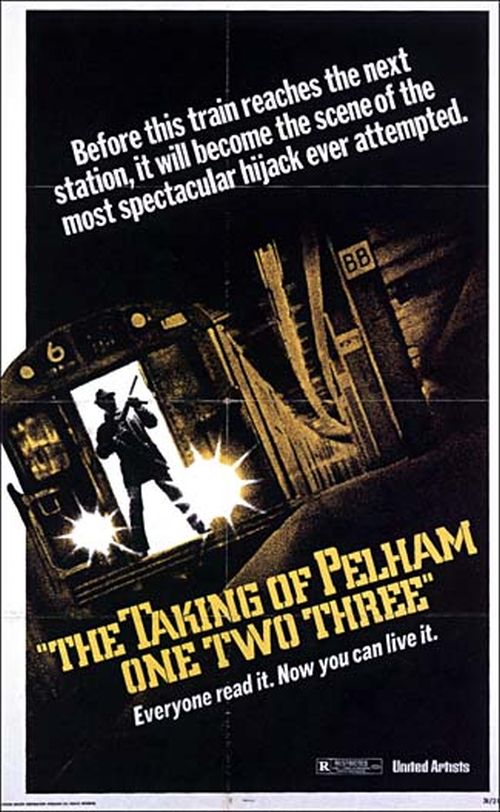 Before this train reaches the next
station, it will become the scene of the
most spectacular hijack ever attempted.
88
6
"THE TAKING OF PELHAM
ONE TWO THREE"
Everyone read it. Now you can live it.
R RESTRICTED
United Artists